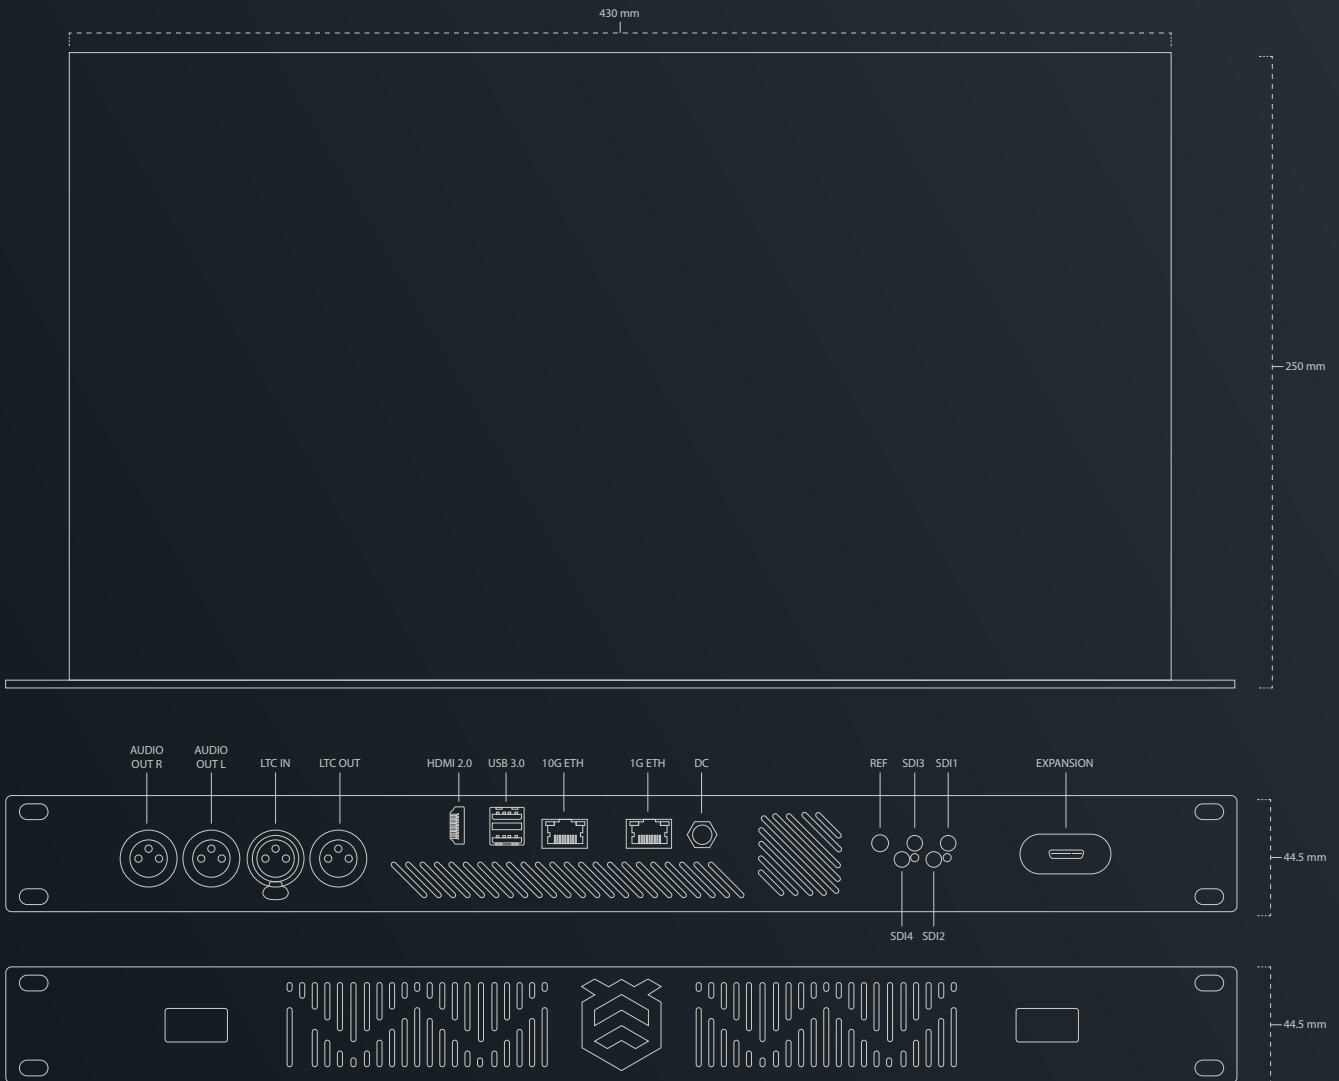 430 mm
250 mm
AUDIO
OUT R
AUDIO
OUT L
LTC IN
LTC OUT
HDMI 2.0
USB 3.0
10G ETH
1G ETH
DC
REF
SDI3
SDI1
EXPANSION
44.5 mm
SDI4
SDI2
44.5 mm